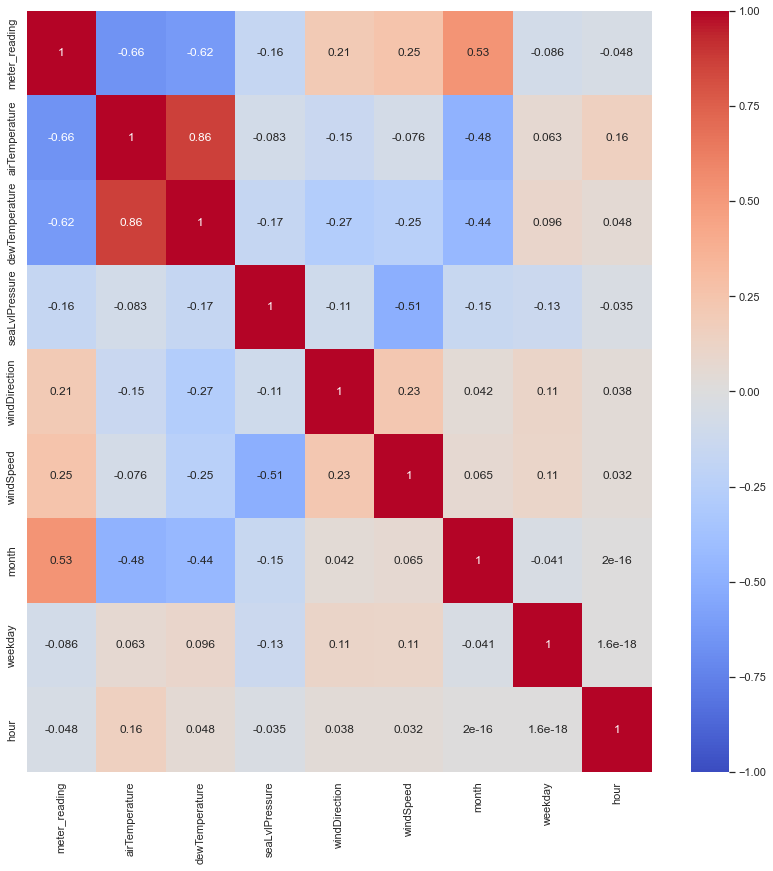 meter_reading 1 -0.66 -0.62 -0.16 0.21 0.25 0.53 -0.086 -0.048
airTemperature -0.66 1 0.86 -0.083 -0.15 -0.076 -0.48 0.063 0.16
dewTemperature -0.62 0.86 1 -0.17 -0.27 -0.25 -0.44 0.096 0.048
seaLvlPressure -0.16 -0.083 -0.17 1 -0.11 -0.51 -0.15 -0.13 -0.035
windDirection 0.21 -0.15 -0.27 -0.11 1 0.23 0.042 0.11 0.038
windSpeed 0.25 -0.076 -0.25 -0.51 0.23 1 0.065 0.11 0.032
month 0.53 -0.48 -0.44 -0.15 0.042 0.065 1 -0.041 2e-16
weekday -0.086 0.063 0.096 -0.13 0.11 0.11 -0.041 1 1.6e-18
hour -0.048 0.16 0.048 -0.035 0.038 0.032 2e-16 1.6e-18 1
meter_reading airTemperature dewTemperature seaLvlPressure windDirection windSpeed month weekday hour
1.00
0.75
0.50
0.25
0.00
−0.25
−0.50
−0.75
−1.00